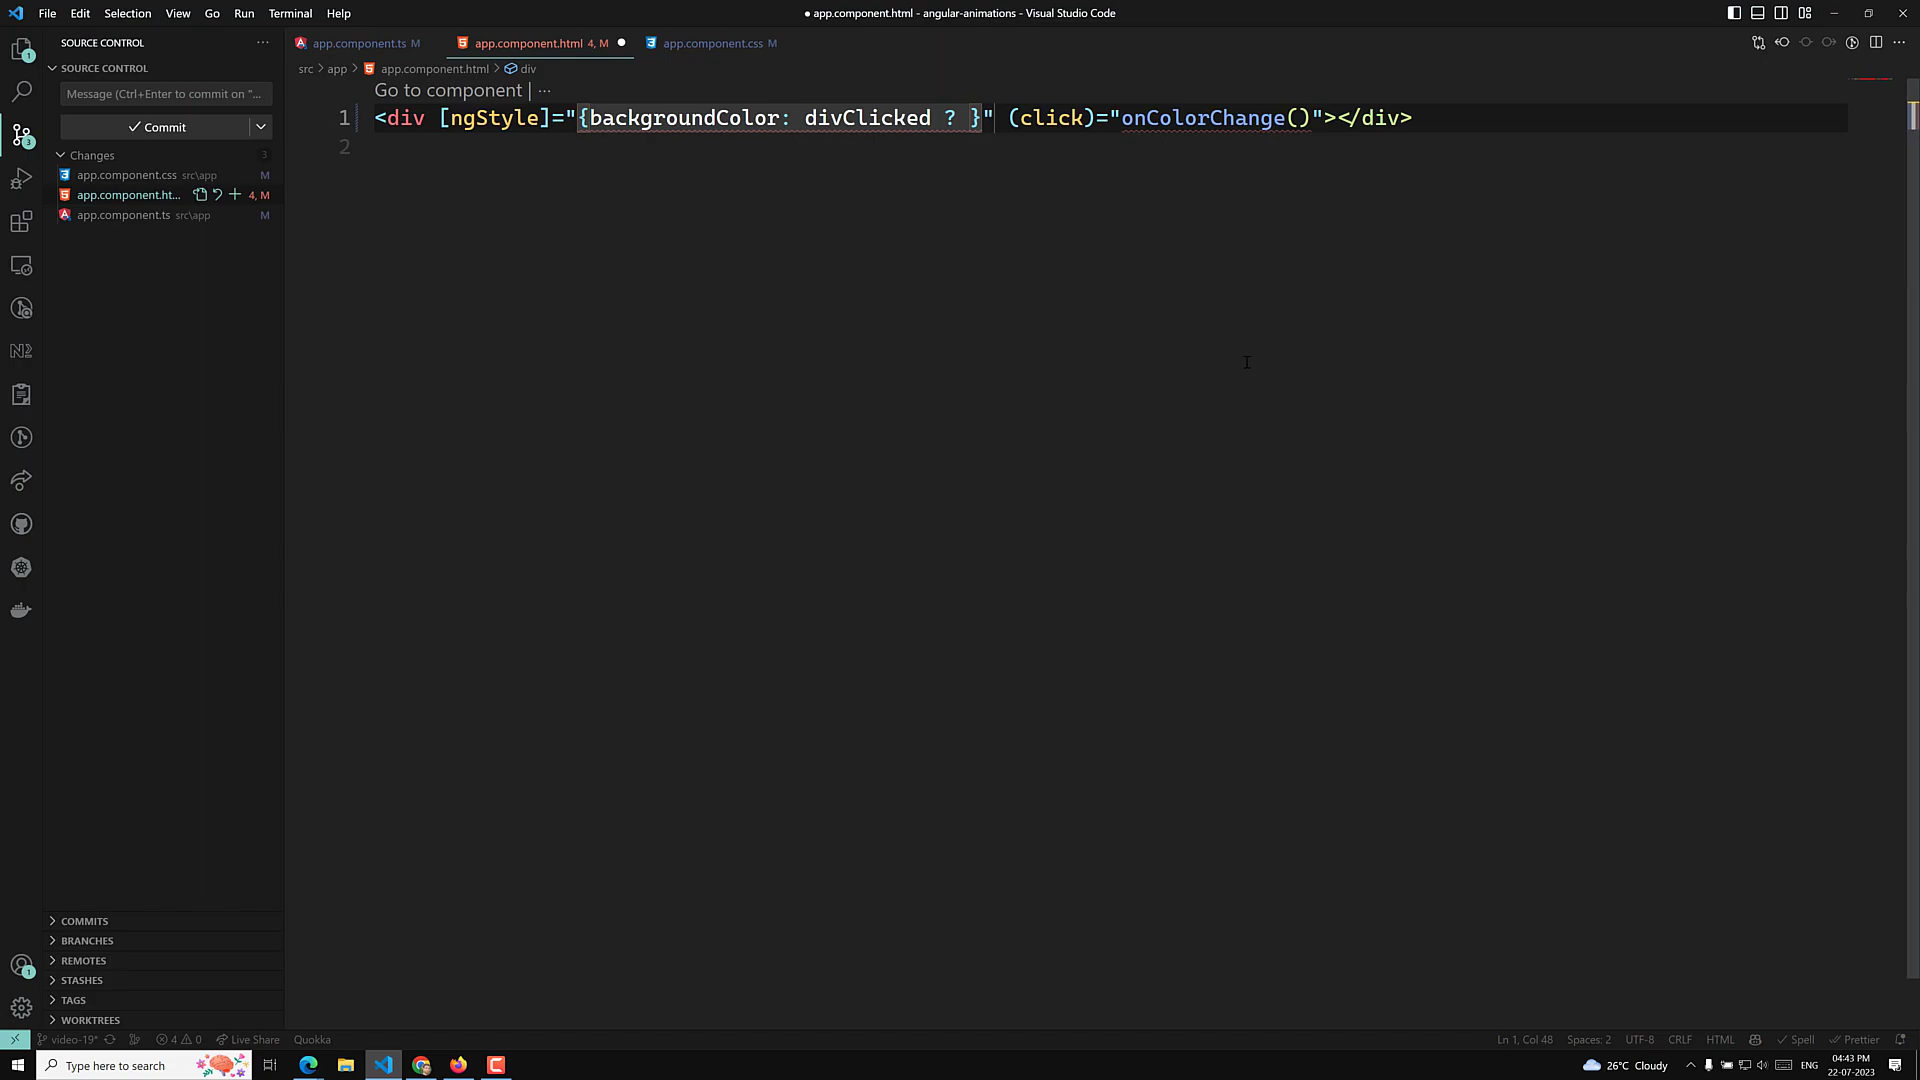 File Edit Selection View Go Run Terminal Help
● app.component.html - angular-animations - Visual Studio Code
SOURCE CONTROL
SOURCE CONTROL
Message (Ctrl+Enter to commit on "...
Commit
Changes 3
app.component.css src\app M
app.component.ht... 4, M
app.component.ts src\app M
COMMITS
BRANCHES
REMOTES
STASHES
TAGS
WORKTREES
app.component.ts M
app.component.html 4, M
app.component.css M
src > app > app.component.html > div
Go to component | ...
1 <div [ngStyle]="{backgroundColor: divClicked ? }" (click)="onColorChange()"></div>
2
1
3
1
video-19* 4 0 Live Share Quokka
Ln 1, Col 48 Spaces: 2 UTF-8 CRLF HTML Spell Prettier
Type here to search
26°C Cloudy
ENG
04:43 PM
22-07-2023